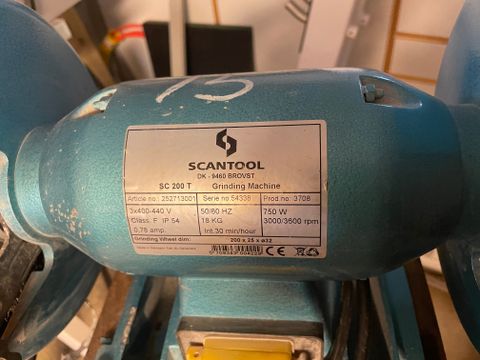 75
SCANTOOL
DK - 9460 BROVST
SC 200 T Grinding Machine
Article no.: 252713001 Serie no. 54338 Prod.no: 3708
3x400-440 V 50/60 HZ 750 W
Class. F IP 54 18 KG 3000/3600 rpm
0,78 amp. Int.30 min/hour
Grinding Wheel dim: 200 x 25 x ø32
CE